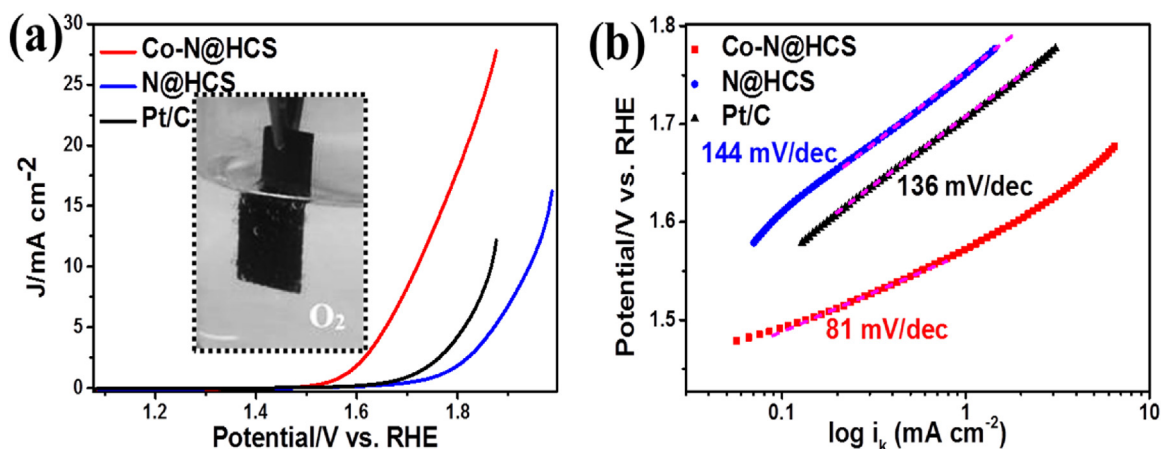 (a)
30
25
20
15
10
5
0
J/mA cm-2
Co-N@HCS
N@HCS
Pt/C
O2
1.2
1.4
1.6
1.8
Potential/V vs. RHE
(b)
1.8
1.7
1.6
1.5
Potential/V vs. RHE
Co-N@HCS
N@HCS
Pt/C
144 mV/dec
136 mV/dec
81 mV/dec
0.1
1
10
log ik (mA cm-2)